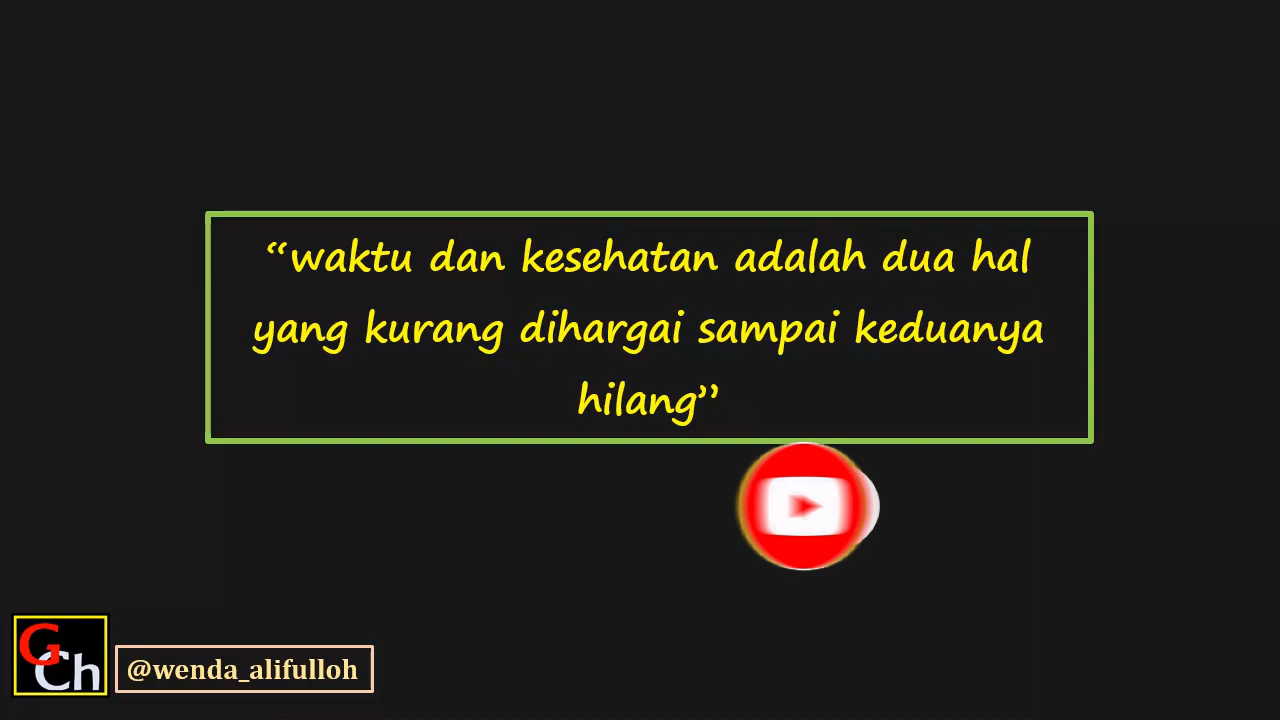 “waktu dan kesehatan adalah dua hal
yang kurang dihargai sampai keduanya
hilang”
GCh
@wenda_alifulloh